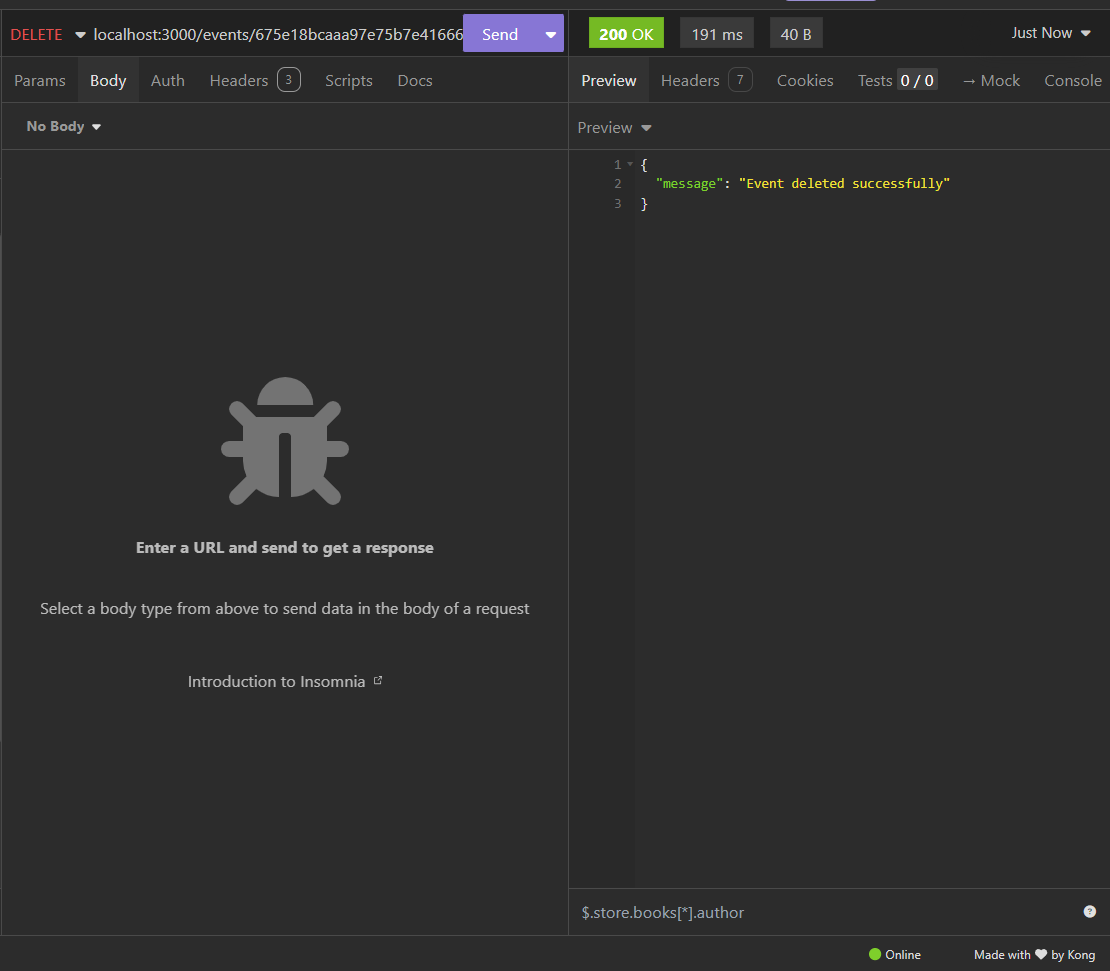 DELETE localhost:3000/events/675e18bcaaa97e75b7e41666 Send 200 OK 191 ms 40 B Just Now
Params Body Auth Headers 3 Scripts Docs Preview Headers 7 Cookies Tests 0 / 0 → Mock Console
No Body Preview
1 {
2 "message": "Event deleted successfully"
3 }
Enter a URL and send to get a response
Select a body type from above to send data in the body of a request
Introduction to Insomnia
$.store.books[*].author ?
Online Made with ❤ by Kong